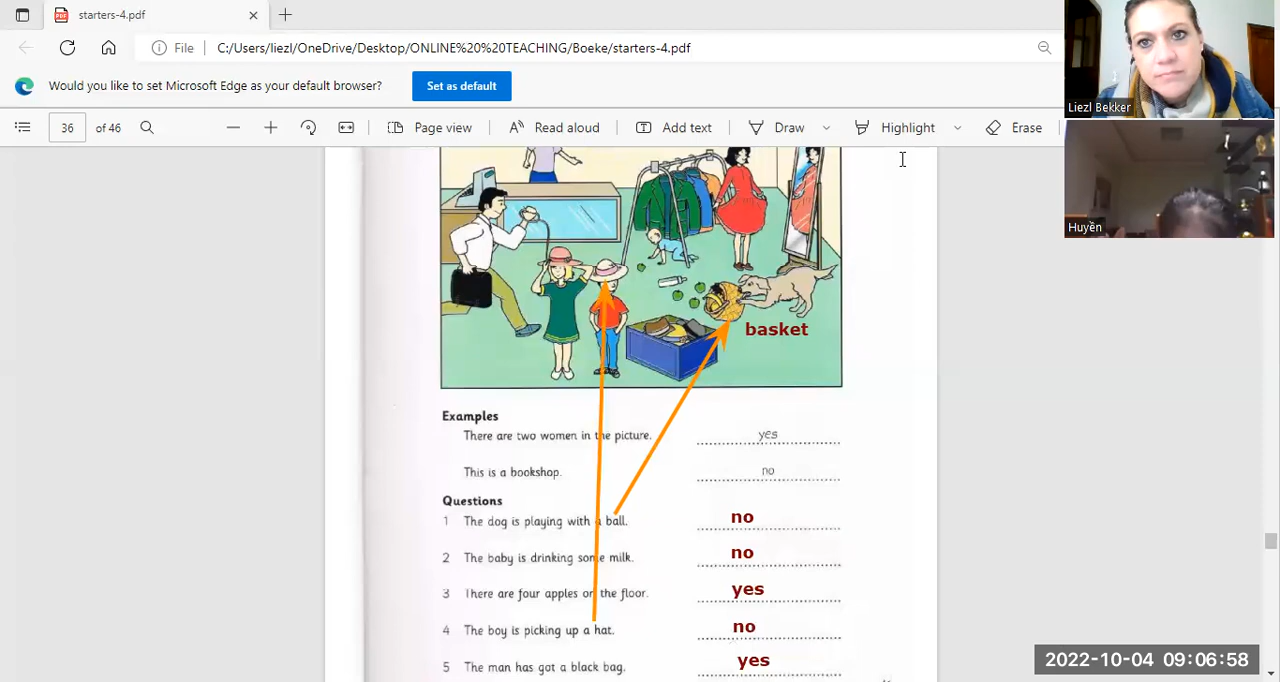 starters-4.pdf
File C:/Users/liezl/OneDrive/Desktop/ONLINE%20%20TEACHING/Boeke/starters-4.pdf
Would you like to set Microsoft Edge as your default browser? Set as default
36 of 46 Page view Read aloud Add text Draw Highlight Erase
Liezl Bekker
Huyền
basket
Examples
There are two women in the picture. yes
This is a bookshop. no
Questions
1 The dog is playing with a ball. no
2 The baby is drinking some milk. no
3 There are four apples on the floor. yes
4 The boy is picking up a hat. no
5 The man has got a black bag. yes
2022-10-04 09:06:58